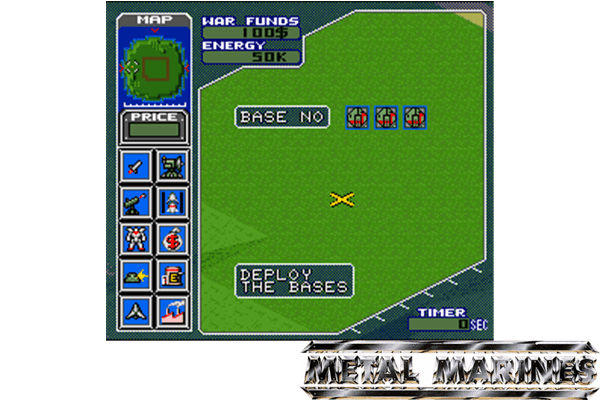 MAP
WAR FUNDS
100$
ENERGY
50K
PRICE
BASE NO
DEPLOY
THE BASES
TIMER
0SEC
METAL MARINES